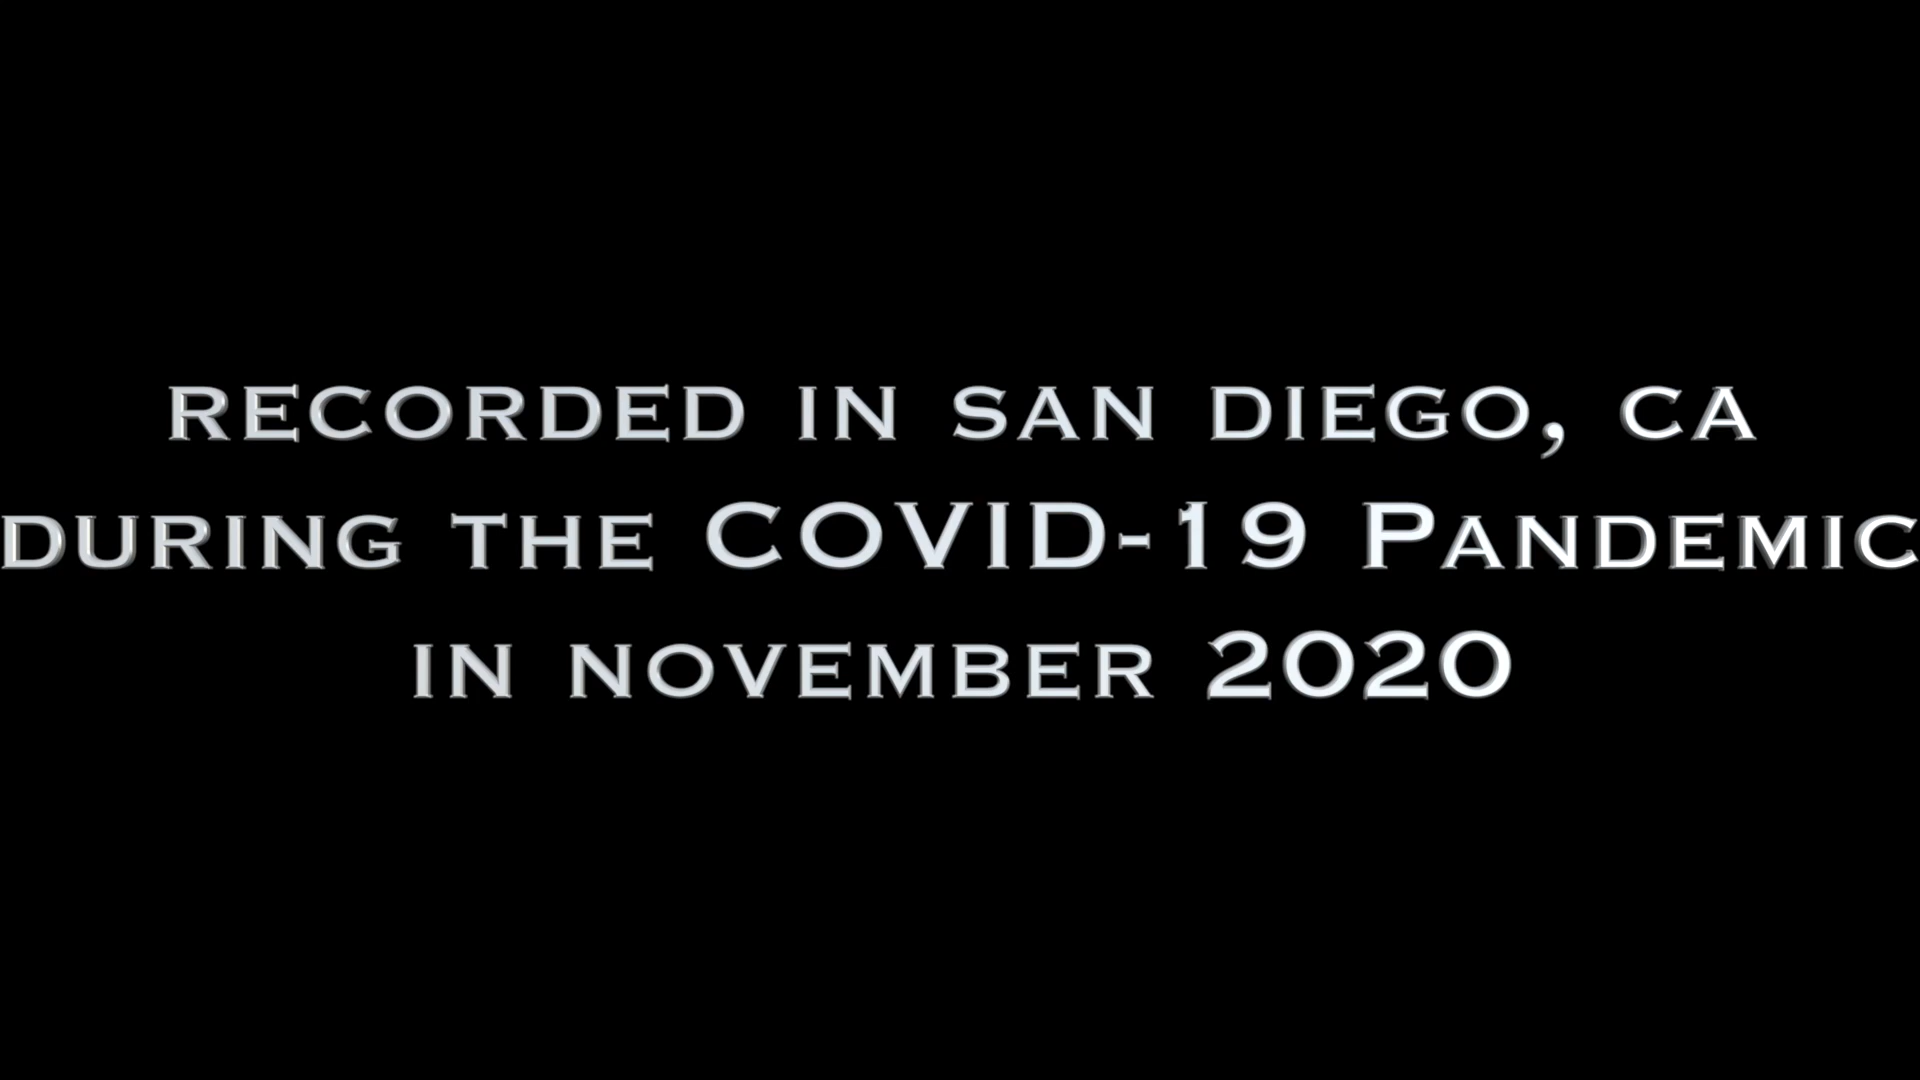 recorded in san diego, ca
during the COVID-19 Pandemic
in november 2020